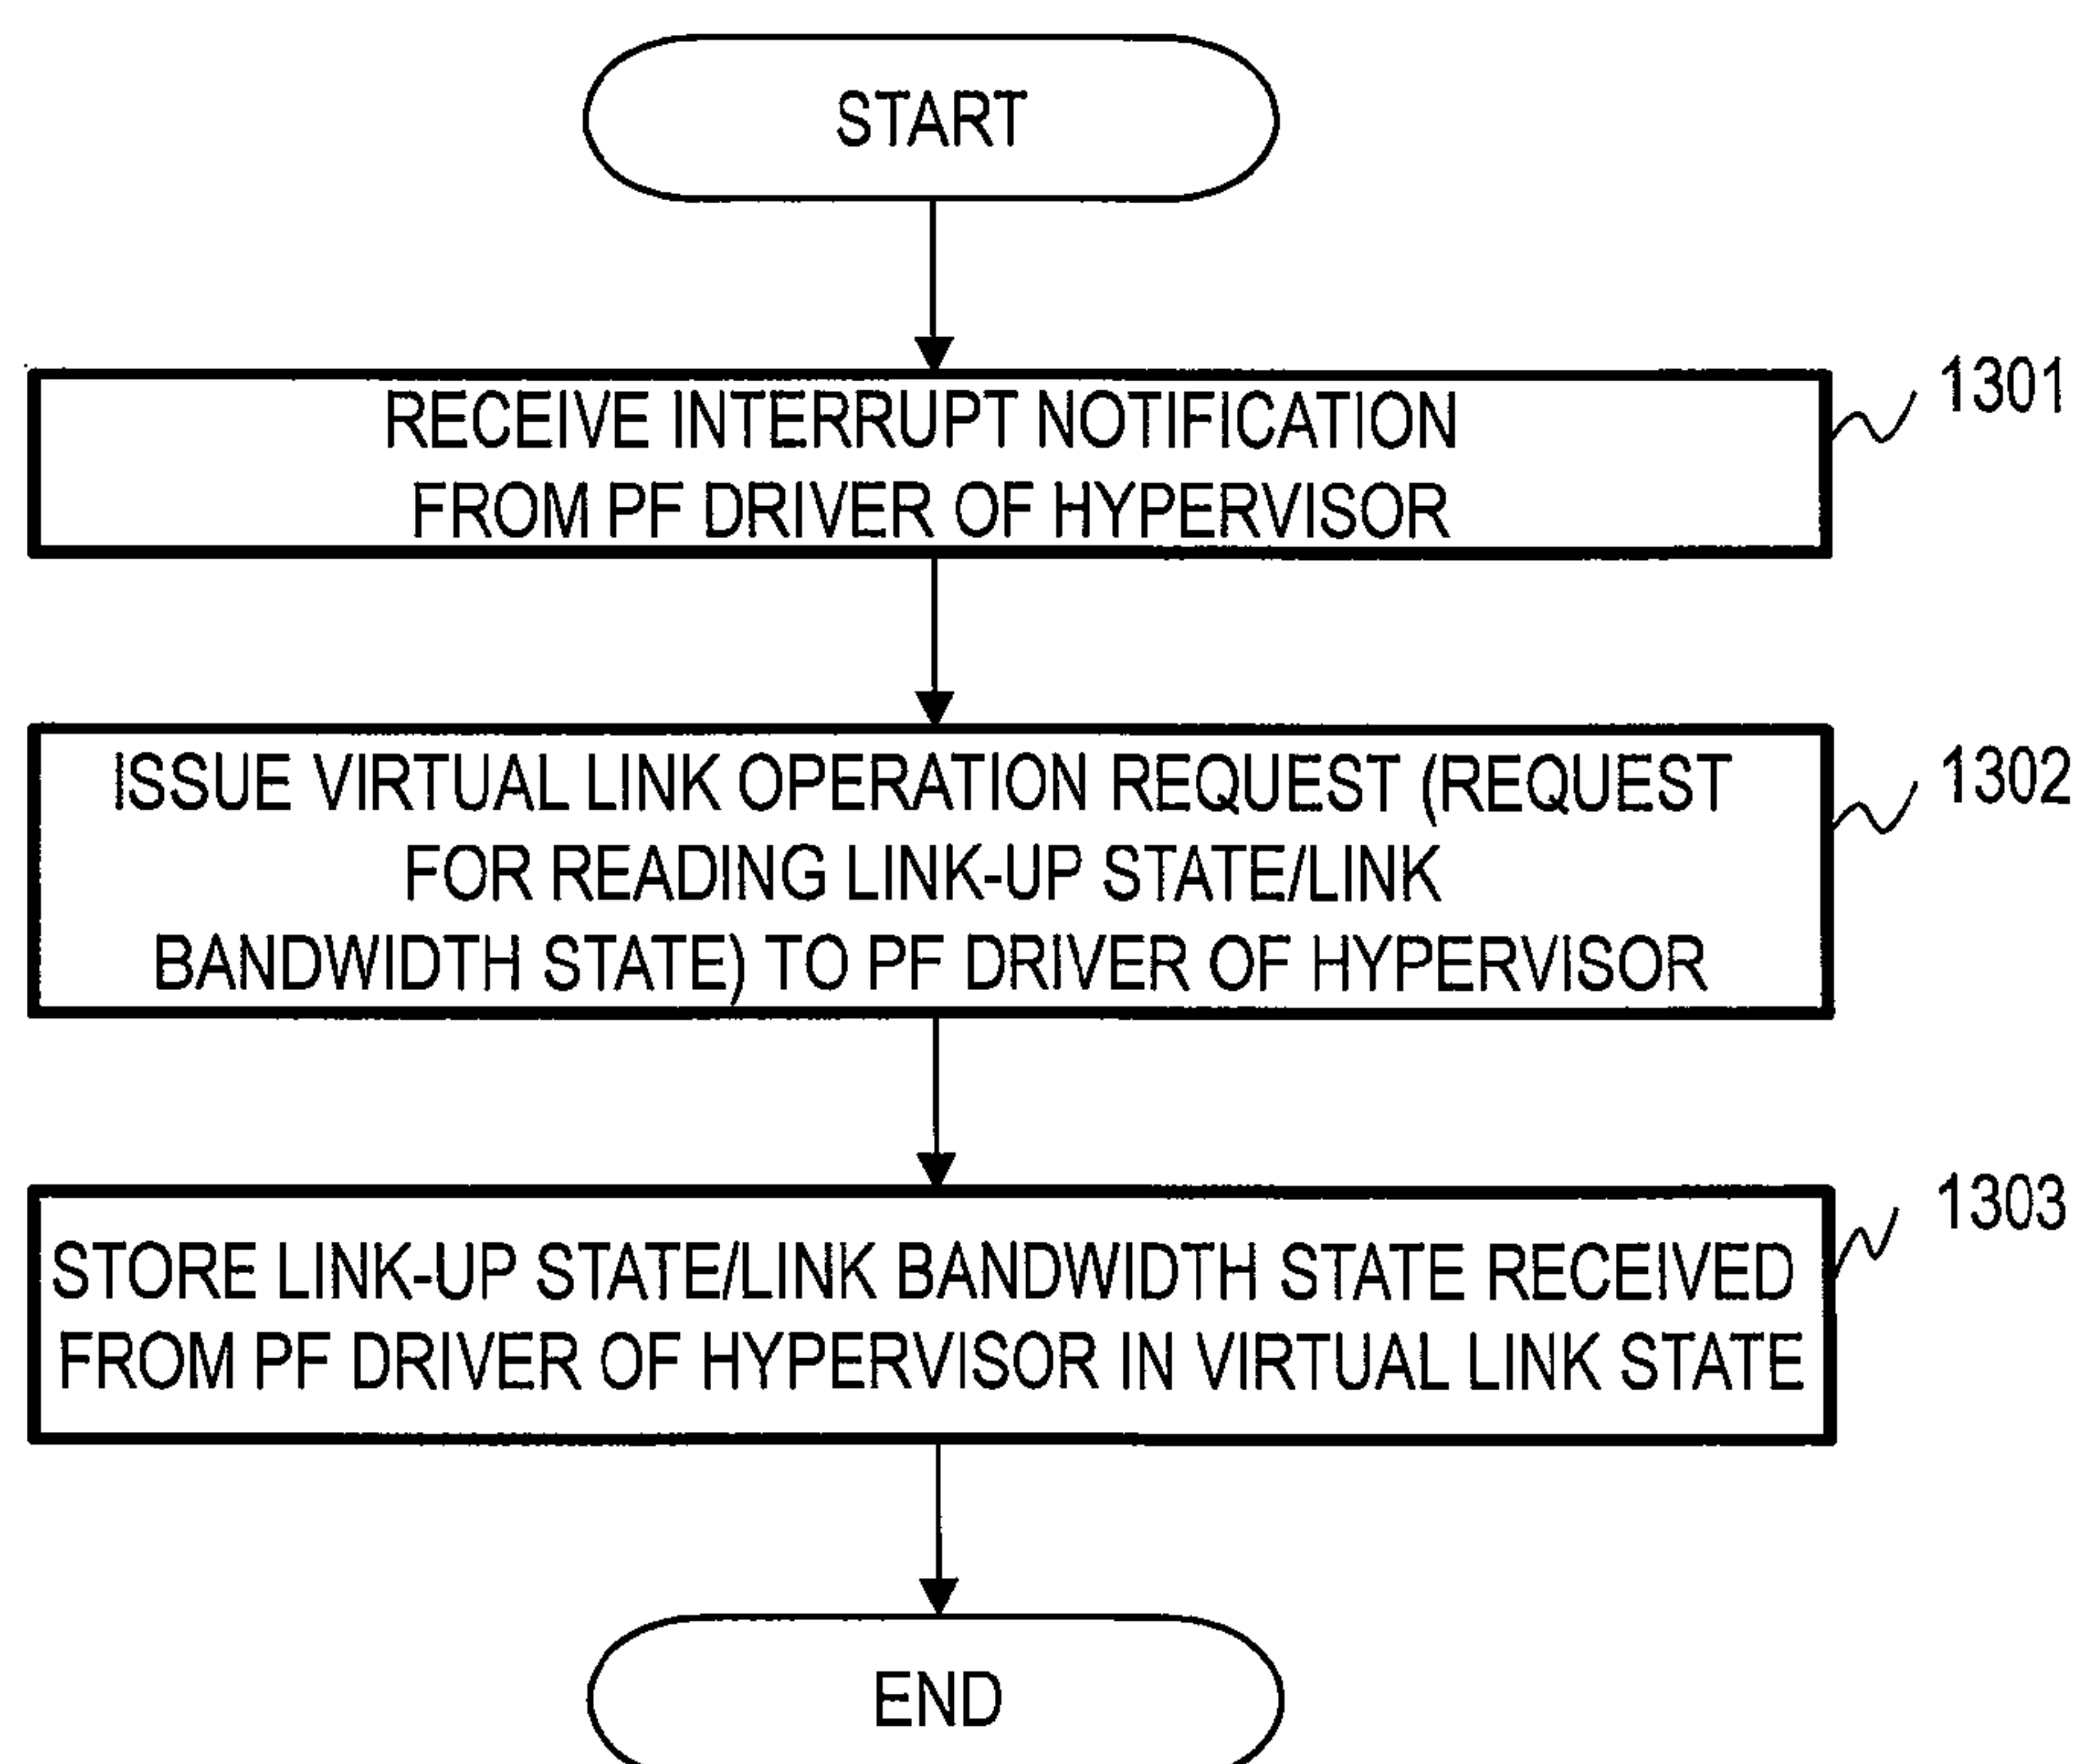 START
RECEIVE INTERRUPT NOTIFICATION
FROM PF DRIVER OF HYPERVISOR
1301
ISSUE VIRTUAL LINK OPERATION REQUEST (REQUEST
FOR READING LINK-UP STATE/LINK
BANDWIDTH STATE) TO PF DRIVER OF HYPERVISOR
1302
STORE LINK-UP STATE/LINK BANDWIDTH STATE RECEIVED
FROM PF DRIVER OF HYPERVISOR IN VIRTUAL LINK STATE
1303
END